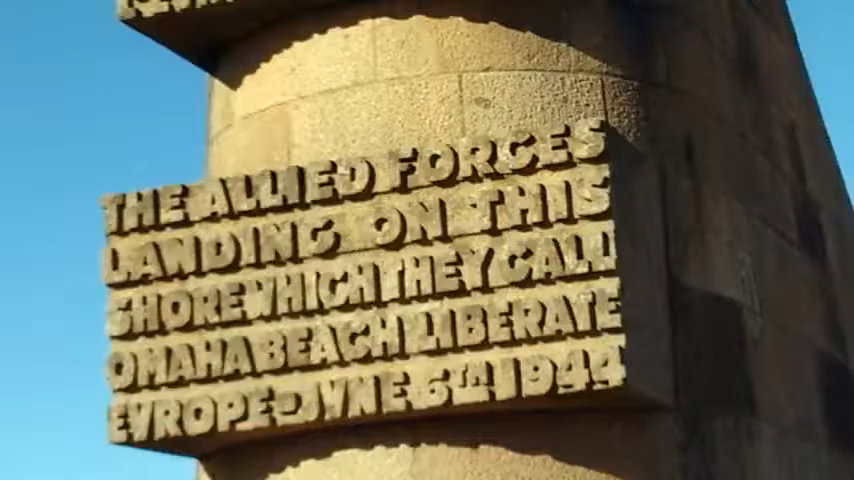 THE ALLIED FORCES
LANDING ON THIS
SHORE WHICH THEY CALL
OMAHA BEACH LIBERATE
EVROPE-JVNE 6TH 1944